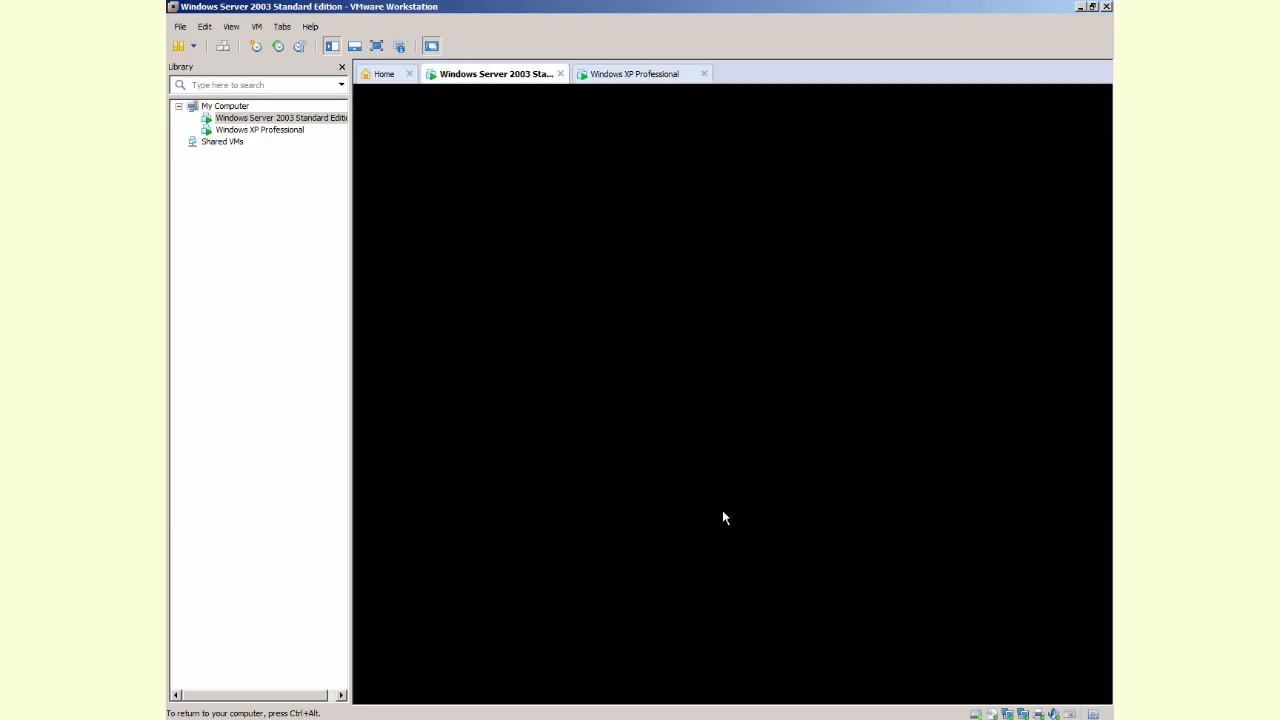 Windows Server 2003 Standard Edition - VMware Workstation
File Edit View VM Tabs Help
Library
Type here to search
Home
Windows Server 2003 Sta...
Windows XP Professional
My Computer
Windows Server 2003 Standard Editio
Windows XP Professional
Shared VMs
To return to your computer, press Ctrl+Alt.